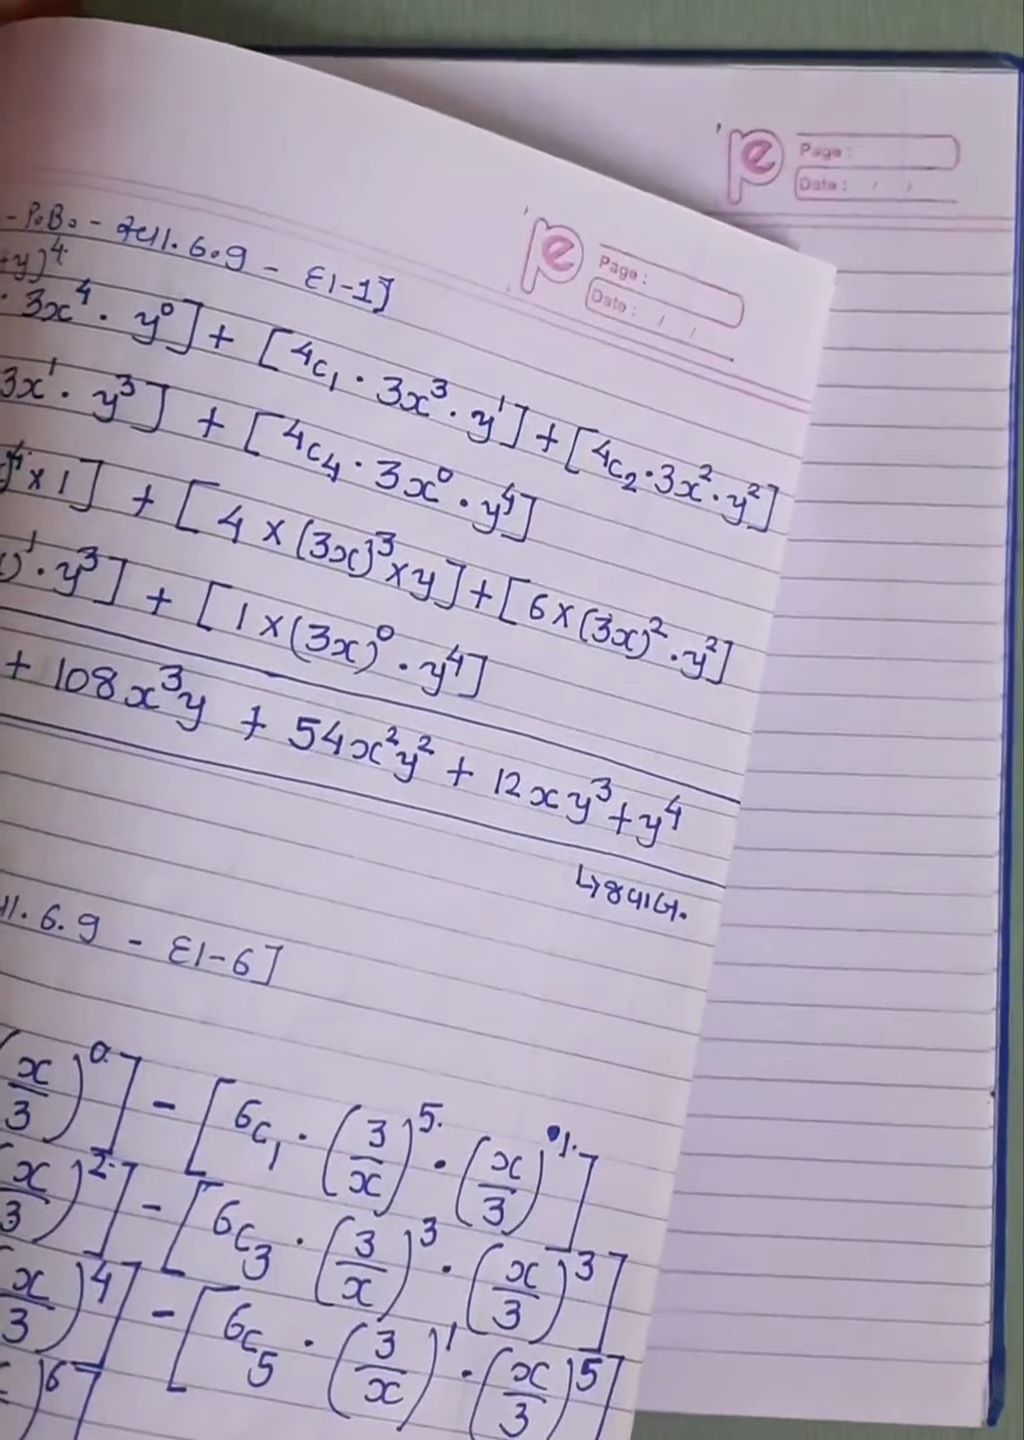 Page :
Date : / /
Page :
Date : / /
- P.B. - 6.9 - E1-1]
+y)⁴
3x⁴ · y⁰] + [4c₁ · 3x³ · y¹] + [4c₂ · 3x² · y²]
3x¹ · y³] + [4c₄ · 3x⁰ · y⁴]
× 1] + [4 × (3x)³ × y] + [6 × (3x)² · y²]
)¹ · y³] + [1 × (3x)⁰ · y⁴]
+ 108x³y + 54x²y² + 12xy³ + y⁴
11. 6.9 - E1-6]
(x/3)⁰] - [6c₁ · (3/x)⁵ · (x/3)¹]
(x/3)²] - [6c₃ · (3/x)³ · (x/3)³]
(x/3)⁴] - [6c₅ · (3/x)¹ · (x/3)⁵]
)⁶]